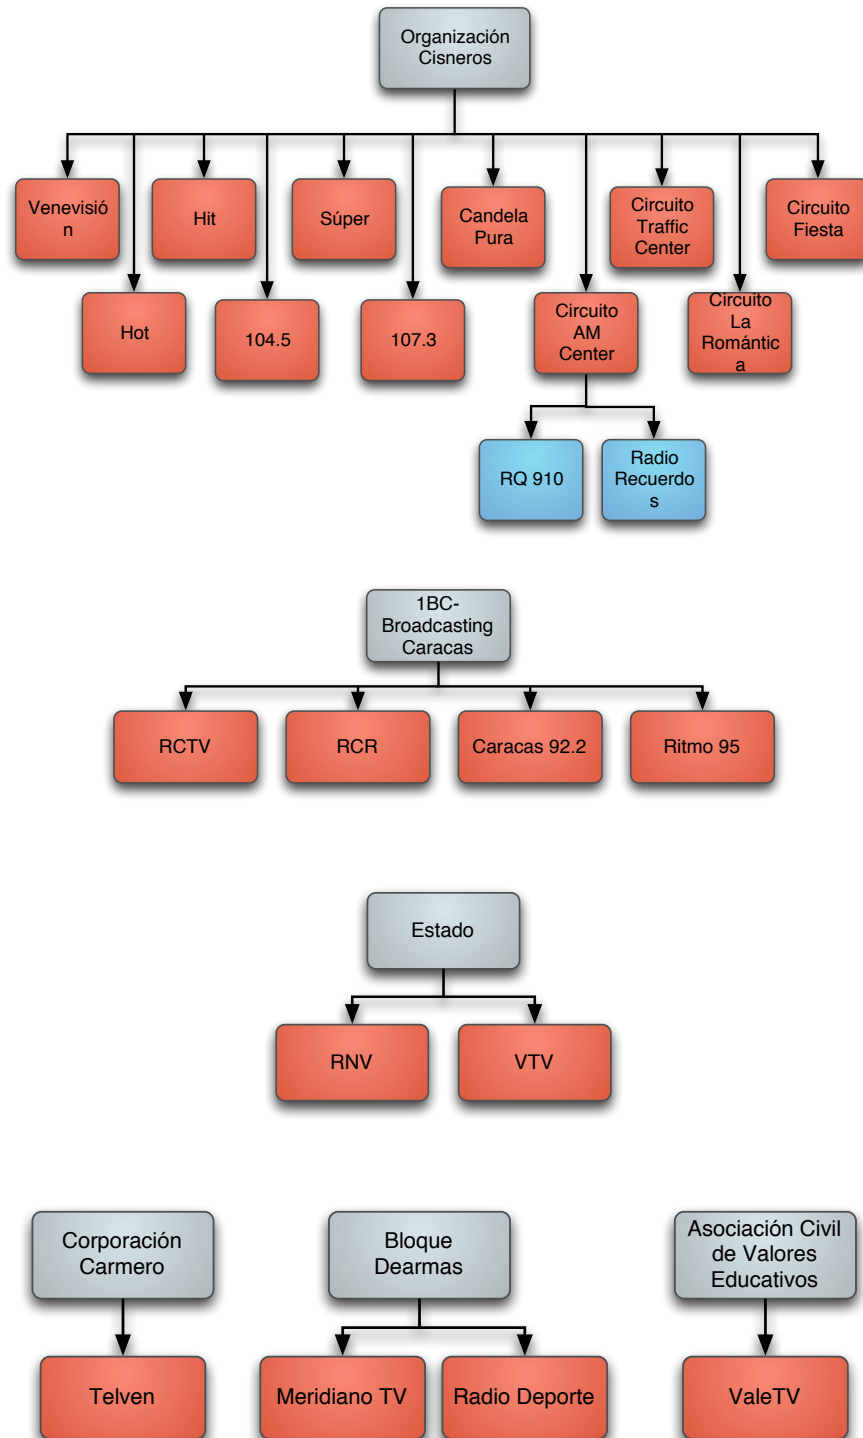 Organización
Cisneros
Venevisió
n
Hit
Súper
Candela
Pura
Circuito
Traffic
Center
Circuito
Fiesta
Hot
104.5
107.3
Circuito
AM
Center
Circuito
La
Romántic
a
RQ 910
Radio
Recuerdo
s
1BC-
Broadcasting
Caracas
RCTV
RCR
Caracas 92.2
Ritmo 95
Estado
RNV
VTV
Corporación
Carmero
Bloque
Dearmas
Asociación Civil
de Valores
Educativos
Telven
Meridiano TV
Radio Deporte
ValeTV